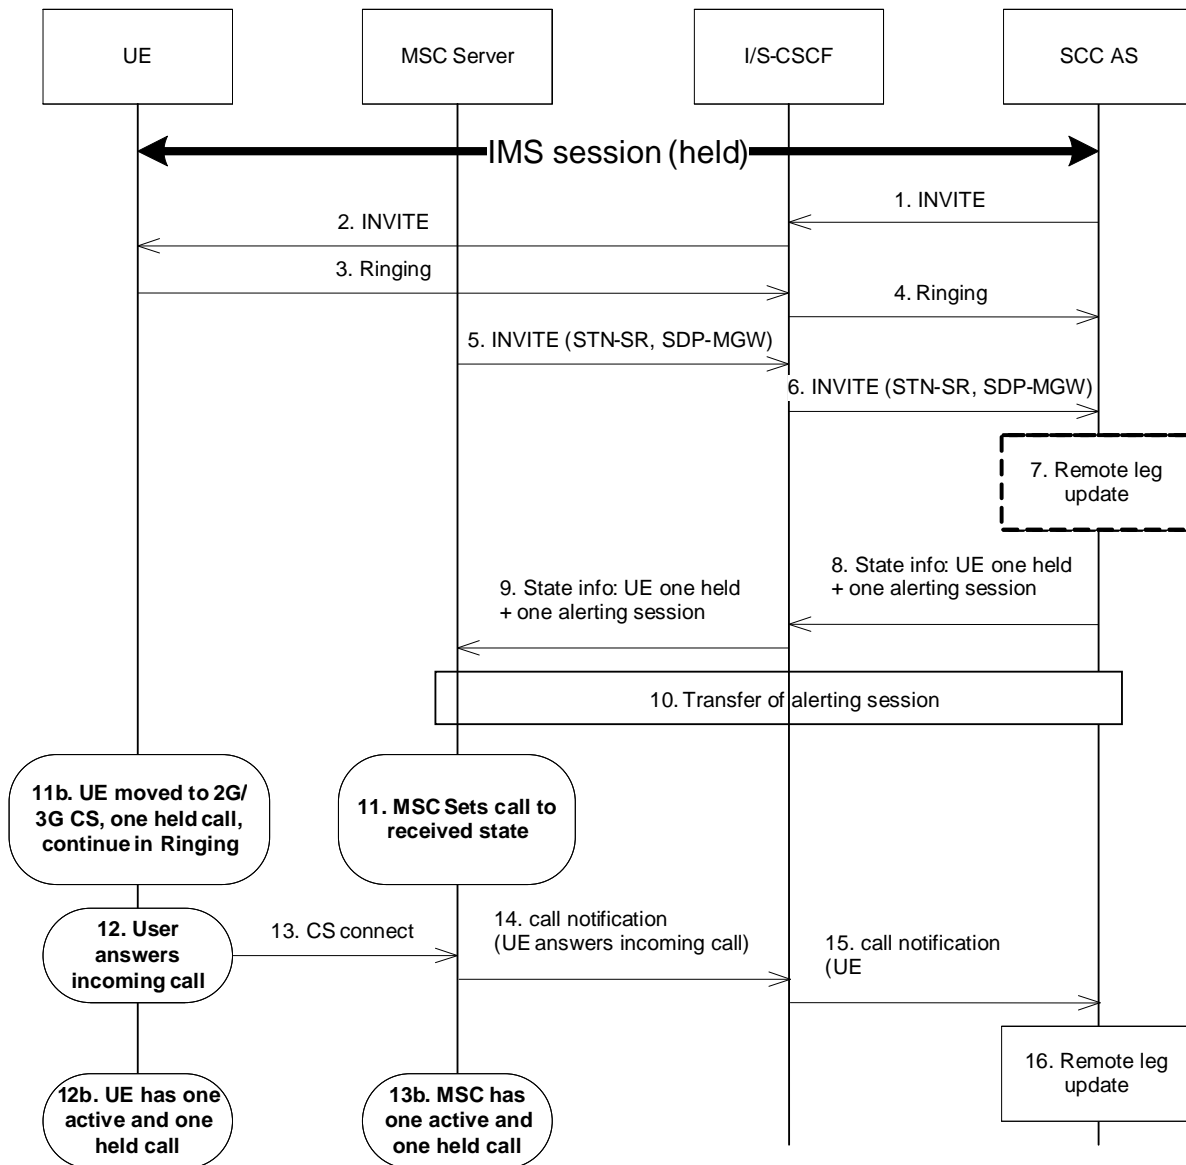 UE
MSC Server
I/S-CSCF
SCC AS
IMS session (held)
1. INVITE
2. INVITE
3. Ringing
4. Ringing
5. INVITE (STN-SR, SDP-MGW)
6. INVITE (STN-SR, SDP-MGW)
7. Remote leg
update
8. State info: UE one held
+ one alerting session
9. State info: UE one held
+ one alerting session
10. Transfer of alerting session
11b. UE moved to 2G/
3G CS, one held call,
continue in Ringing
11. MSC Sets call to
received state
12. User
answers
incoming call
13. CS connect
14. call notification
(UE answers incoming call)
15. call notification
(UE
16. Remote leg
update
12b. UE has one
active and one
held call
13b. MSC has
one active and
one held call